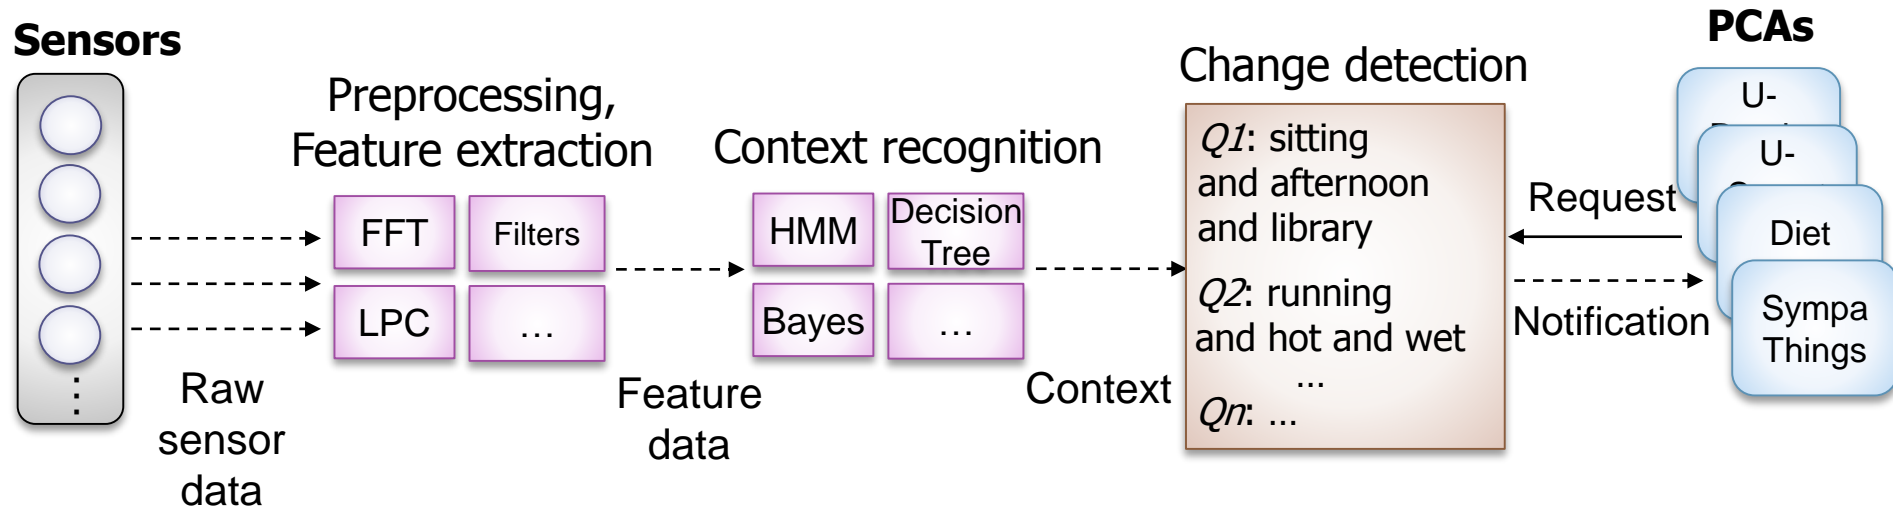 Sensors
Raw
sensor
data
Preprocessing,
Feature extraction
FFT
Filters
LPC
...
Feature
data
Context recognition
HMM
Decision
Tree
Bayes
...
Context
Change detection
Q1: sitting
and afternoon
and library
Q2: running
and hot and wet
...
Qn: ...
Request
Notification
PCAs
U-
U-
Diet
Sympa
Things